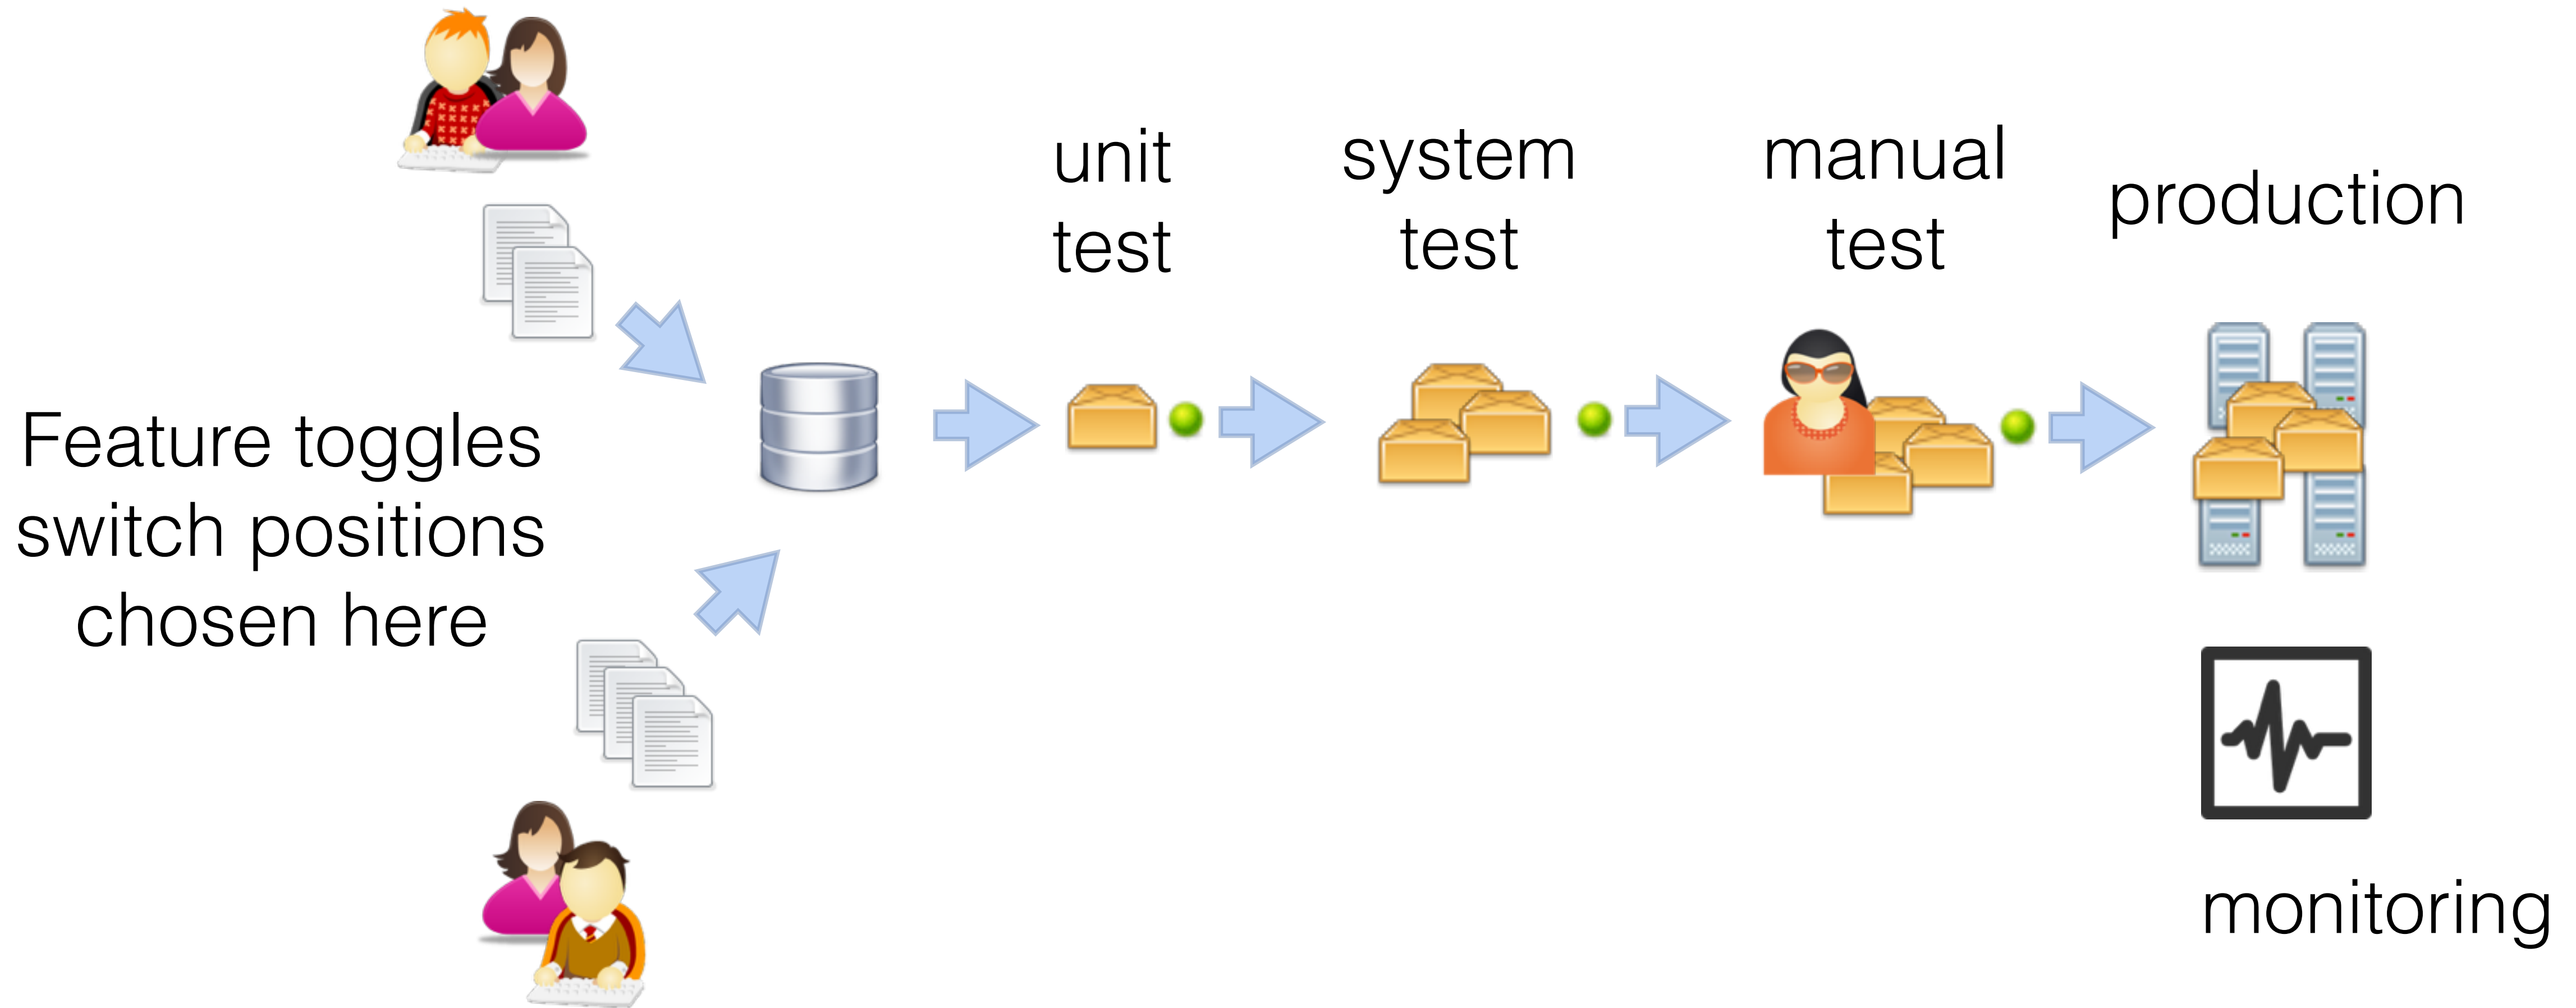 unit
test
system
test
manual
test
production
Feature toggles
switch positions
chosen here
monitoring